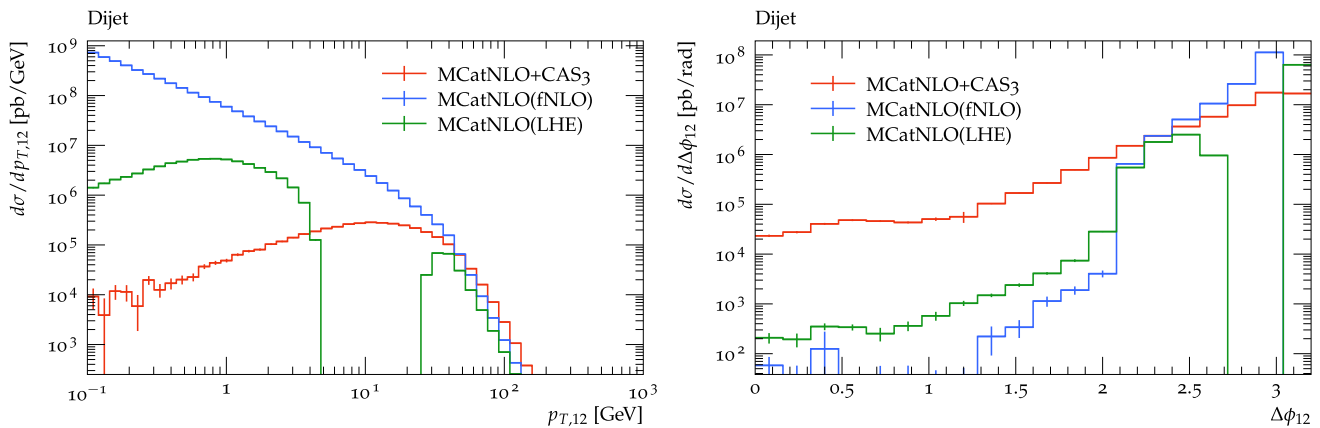 Dijet
dσ/dp_{T,12} [pb/GeV]
10^9
10^8
10^7
10^6
10^5
10^4
10^3
MCatNLO+CAS3
MCatNLO(fNLO)
MCatNLO(LHE)
10^{-1} 1 10^1 10^2 10^3
p_{T,12} [GeV]
Dijet
dσ/dΔϕ_{12} [pb/rad]
10^8
10^7
10^6
10^5
10^4
10^3
10^2
MCatNLO+CAS3
MCatNLO(fNLO)
MCatNLO(LHE)
0 0.5 1 1.5 2 2.5 3
Δϕ_{12}